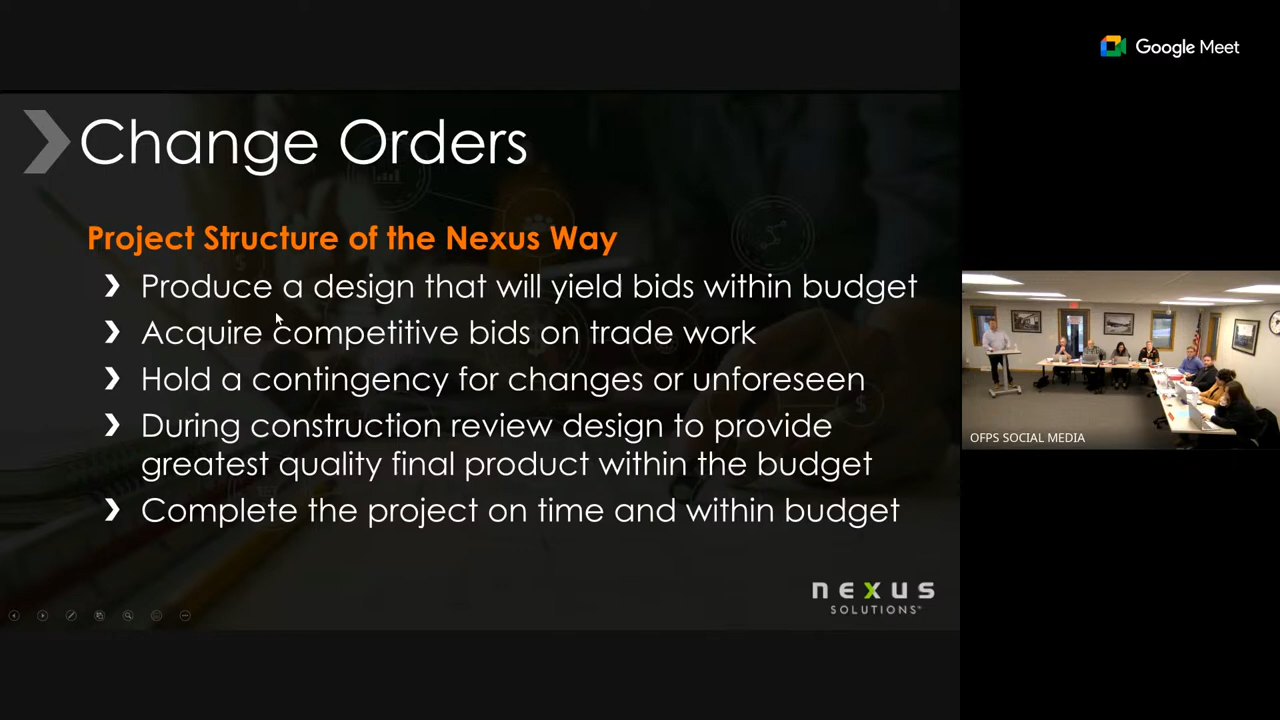 Google Meet
Change Orders
Project Structure of the Nexus Way
Produce a design that will yield bids within budget
Acquire competitive bids on trade work
Hold a contingency for changes or unforeseen
During construction review design to provide
greatest quality final product within the budget
Complete the project on time and within budget
nexus
SOLUTIONS
OFPS SOCIAL MEDIA